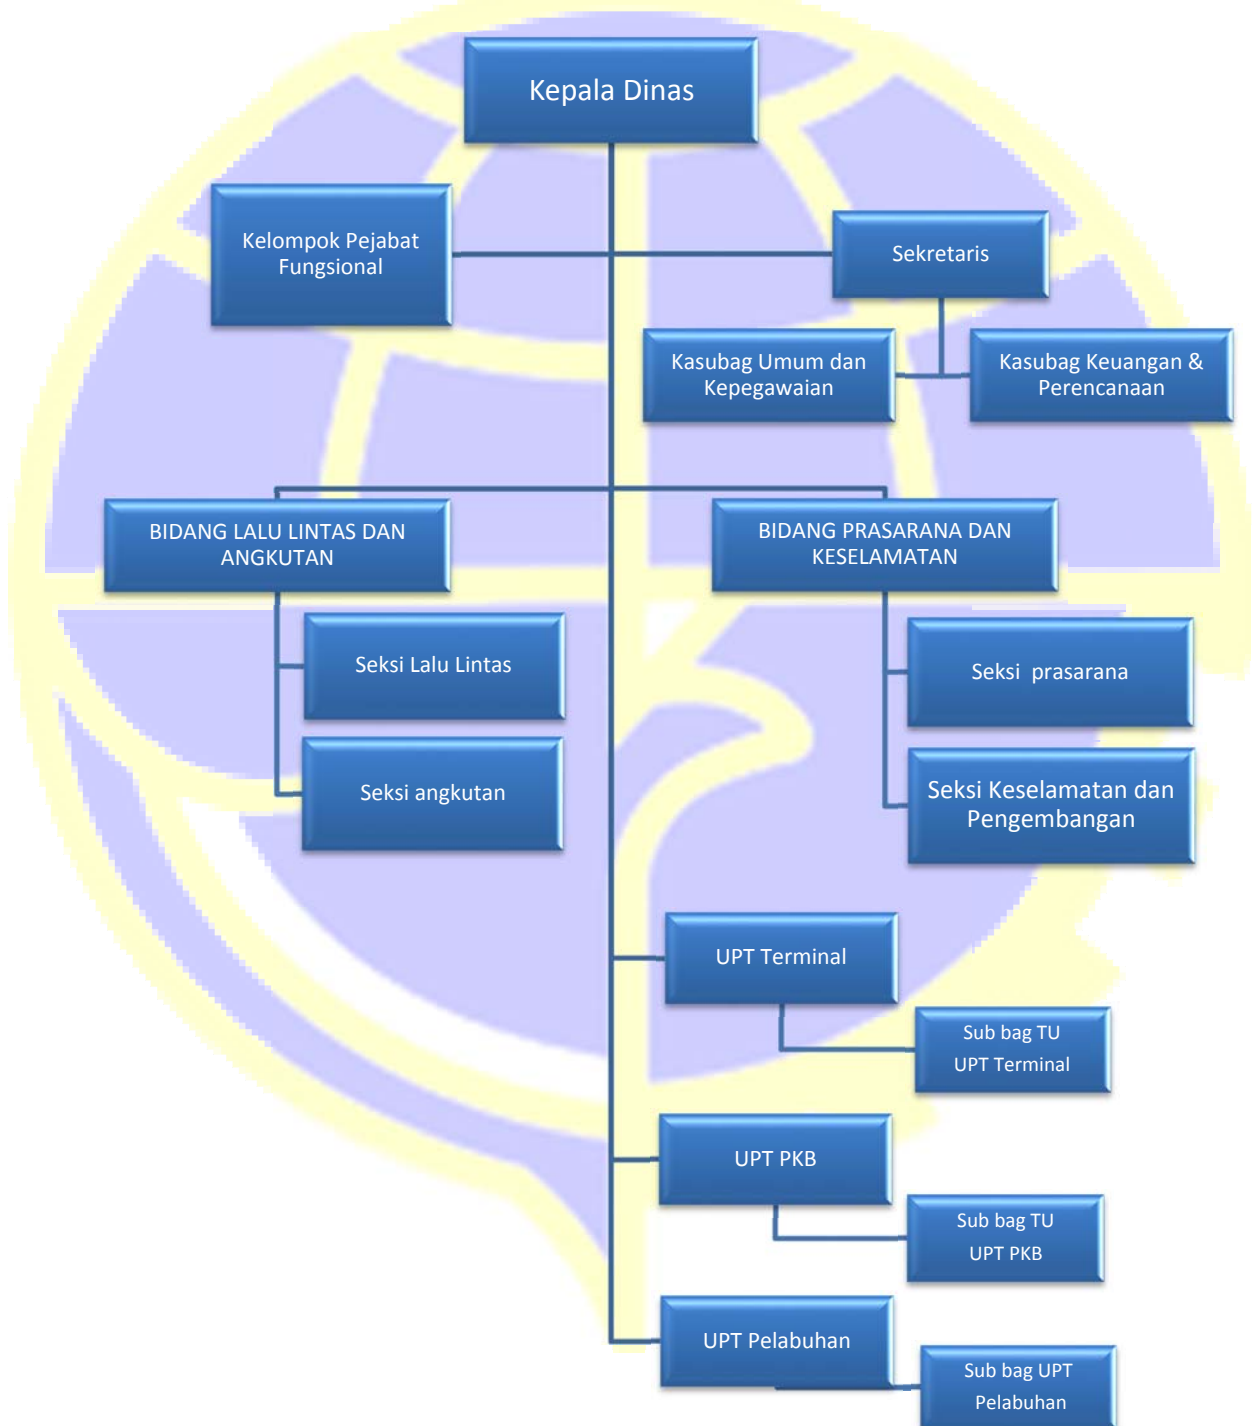 Kepala Dinas
Kelompok Pejabat
Fungsional
Sekretaris
Kasubag Umum dan
Kepegawaian
Kasubag Keuangan &
Perencanaan
BIDANG LALU LINTAS DAN
ANGKUTAN
BIDANG PRASARANA DAN
KESELAMATAN
Seksi Lalu Lintas
Seksi angkutan
Seksi prasarana
Seksi Keselamatan dan
Pengembangan
UPT Terminal
Sub bag TU
UPT Terminal
UPT PKB
Sub bag TU
UPT PKB
UPT Pelabuhan
Sub bag UPT
Pelabuhan